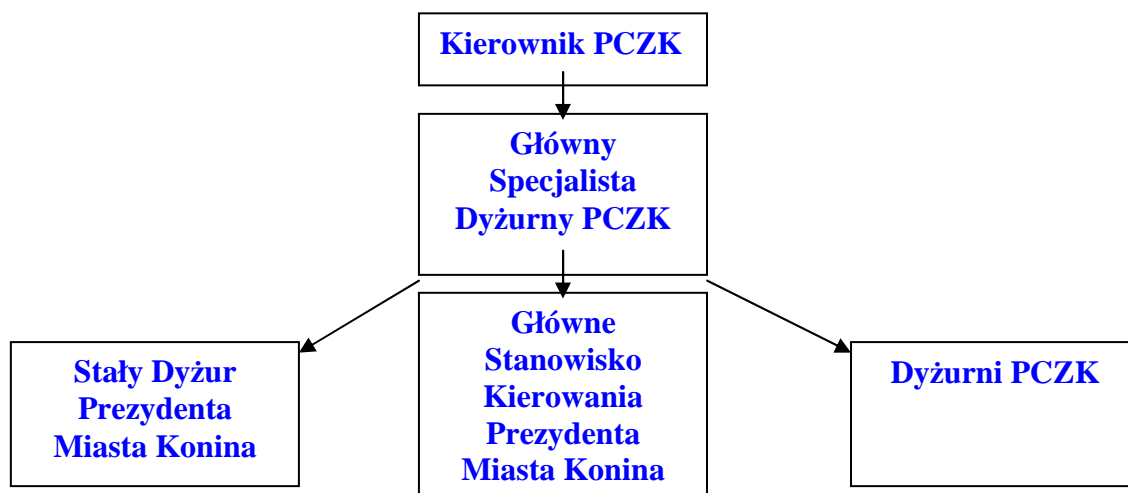 Kierownik PCZK
Główny
Specjalista
Dyżurny PCZK
Stały Dyżur
Prezydenta
Miasta Konina
Główne
Stanowisko
Kierowania
Prezydenta
Miasta Konina
Dyżurni PCZK